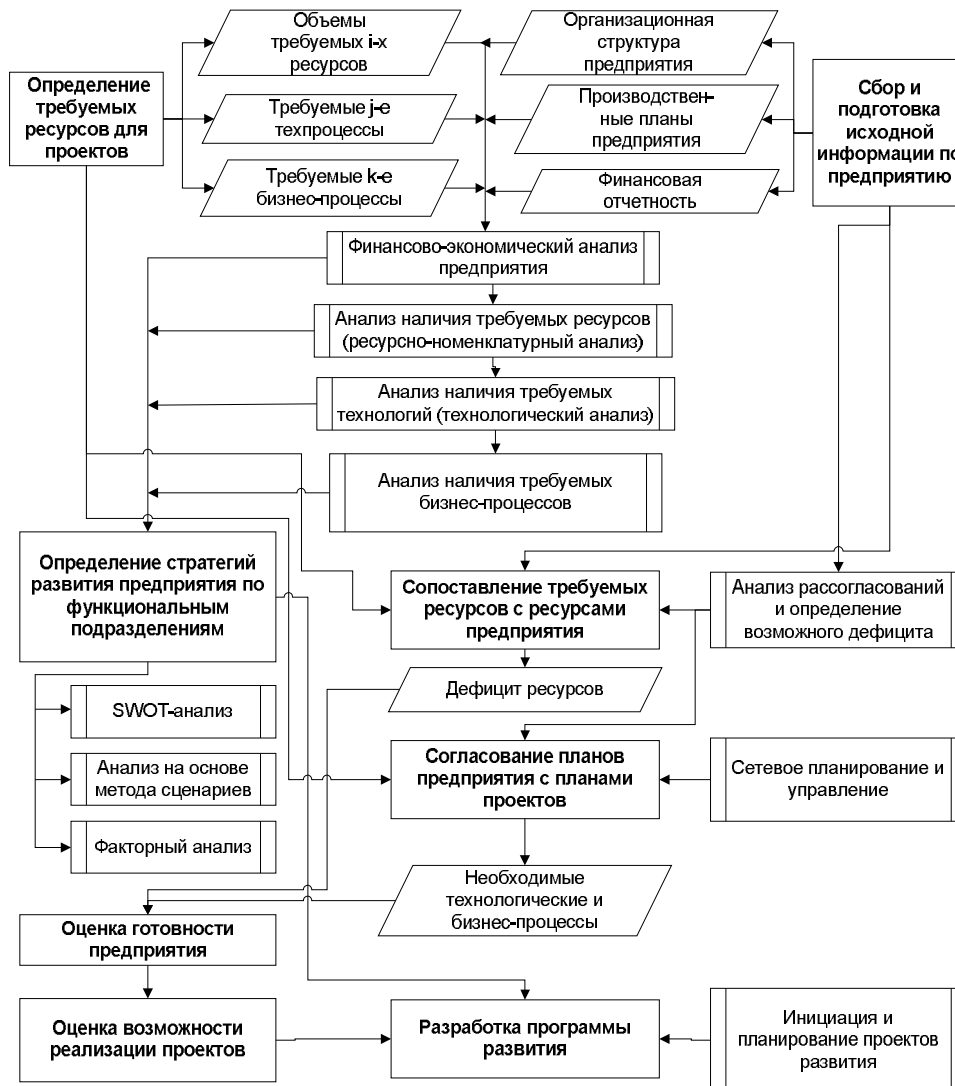 Объемы
требуемых i-х
ресурсов
Организационная
структура
предприятия
Определение
требуемых
ресурсов для
проектов
Требуемые j-е
техпроцессы
Производствен-
ные планы
предприятия
Сбор и
подготовка
исходной
информации по
предприятию
Требуемые k-е
бизнес-процессы
Финансовая
отчетность
Финансово-экономический анализ
предприятия
Анализ наличия требуемых ресурсов
(ресурсно-номенклатурный анализ)
Анализ наличия требуемых
технологий (технологический анализ)
Анализ наличия требуемых
бизнес-процессов
Определение стратегий
развития предприятия по
функциональным
подразделениям
Сопоставление требуемых
ресурсов с ресурсами
предприятия
Анализ рассогласований
и определение
возможного дефицита
Дефицит ресурсов
SWOT-анализ
Анализ на основе
метода сценариев
Факторный анализ
Согласование планов
предприятия с планами
проектов
Сетевое планирование и
управление
Необходимые
технологические и
бизнес-процессы
Оценка готовности
предприятия
Оценка возможности
реализации проектов
Разработка программы
развития
Инициация и
планирование проектов
развития